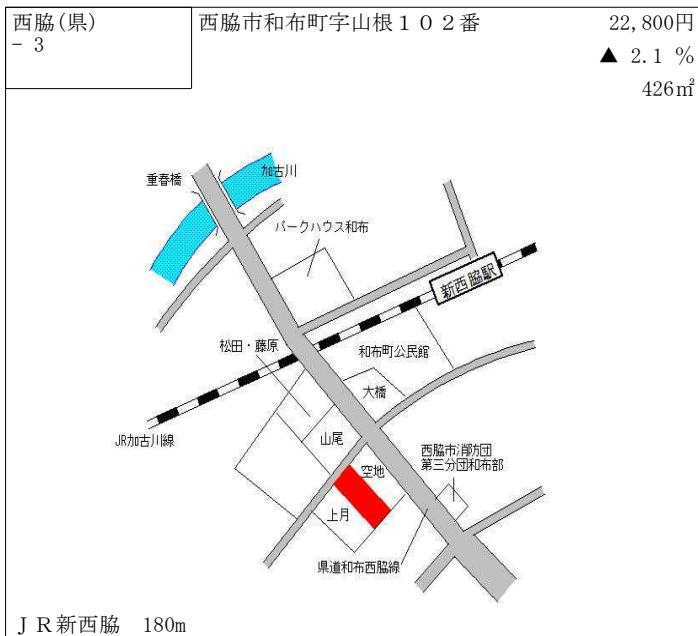 西脇(県)
- 3
西脇市和布町字山根１０２番
22,800円
▲ 2.1 %
426㎡
加古川
重春橋
パークハウス和布
新西脇駅
松田・藤原
和布町公民館
大橋
JR加古川線
山尾
西脇市消防団
第三分団和布部
空地
上月
県道和布西脇線
ＪＲ新西脇 180m